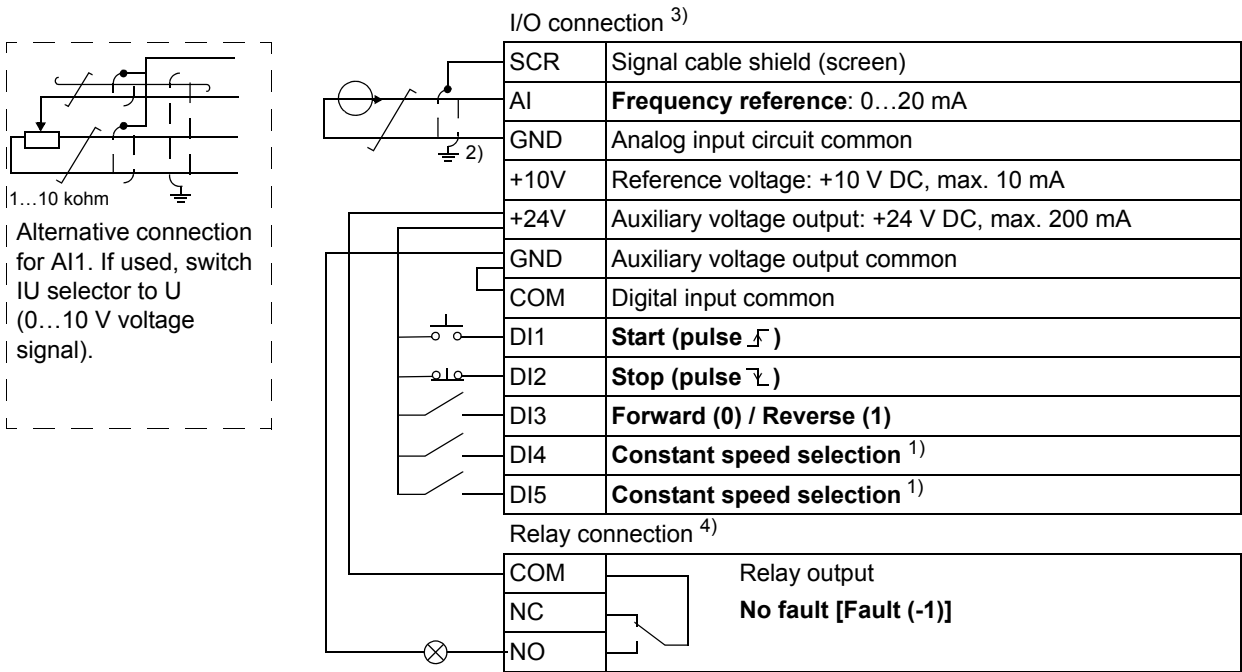 I/O connection 3)
SCR Signal cable shield (screen)
AI Frequency reference: 0…20 mA
GND Analog input circuit common
2)
+10V Reference voltage: +10 V DC, max. 10 mA
1…10 kohm
+24V Auxiliary voltage output: +24 V DC, max. 200 mA
Alternative connection
for AI1. If used, switch
IU selector to U
(0…10 V voltage
signal).
GND Auxiliary voltage output common
COM Digital input common
DI1 Start (pulse )
DI2 Stop (pulse )
DI3 Forward (0) / Reverse (1)
DI4 Constant speed selection 1)
DI5 Constant speed selection 1)
Relay connection 4)
COM Relay output
NC No fault [Fault (-1)]
NO